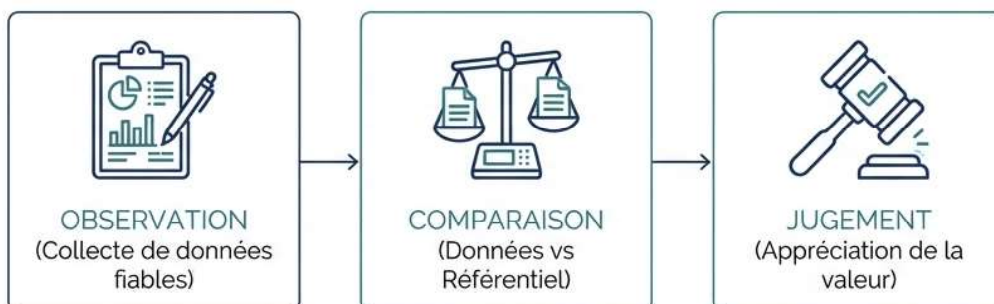 OBSERVATION
(Collecte de données
fiables)
COMPARAISON
(Données vs
Référentiel)
JUGEMENT
(Appréciation de la
valeur)